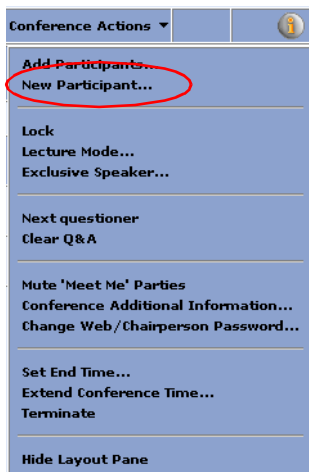 Conference Actions
Add Participants...
New Participant...
Lock
Lecture Mode...
Exclusive Speaker...
Next questioner
Clear Q&A
Mute 'Meet Me' Parties
Conference Additional Information...
Change Web/Chairperson Password...
Set End Time...
Extend Conference Time...
Terminate
Hide Layout Pane